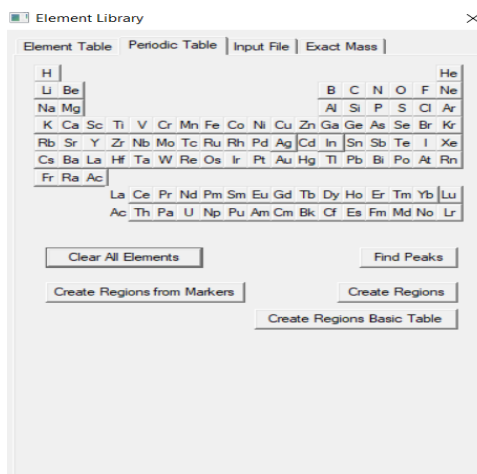 Element Library
Element Table Periodic Table Input File Exact Mass
H He
Li Be B C N O F Ne
Na Mg Al Si P S Cl Ar
K Ca Sc Ti V Cr Mn Fe Co Ni Cu Zn Ga Ge As Se Br Kr
Rb Sr Y Zr Nb Mo Tc Ru Rh Pd Ag Cd In Sn Sb Te I Xe
Cs Ba La Hf Ta W Re Os Ir Pt Au Hg Tl Pb Bi Po At Rn
Fr Ra Ac
La Ce Pr Nd Pm Sm Eu Gd Tb Dy Ho Er Tm Yb Lu
Ac Th Pa U Np Pu Am Cm Bk Cf Es Fm Md No Lr
Clear All Elements Find Peaks
Create Regions from Markers Create Regions
Create Regions Basic Table